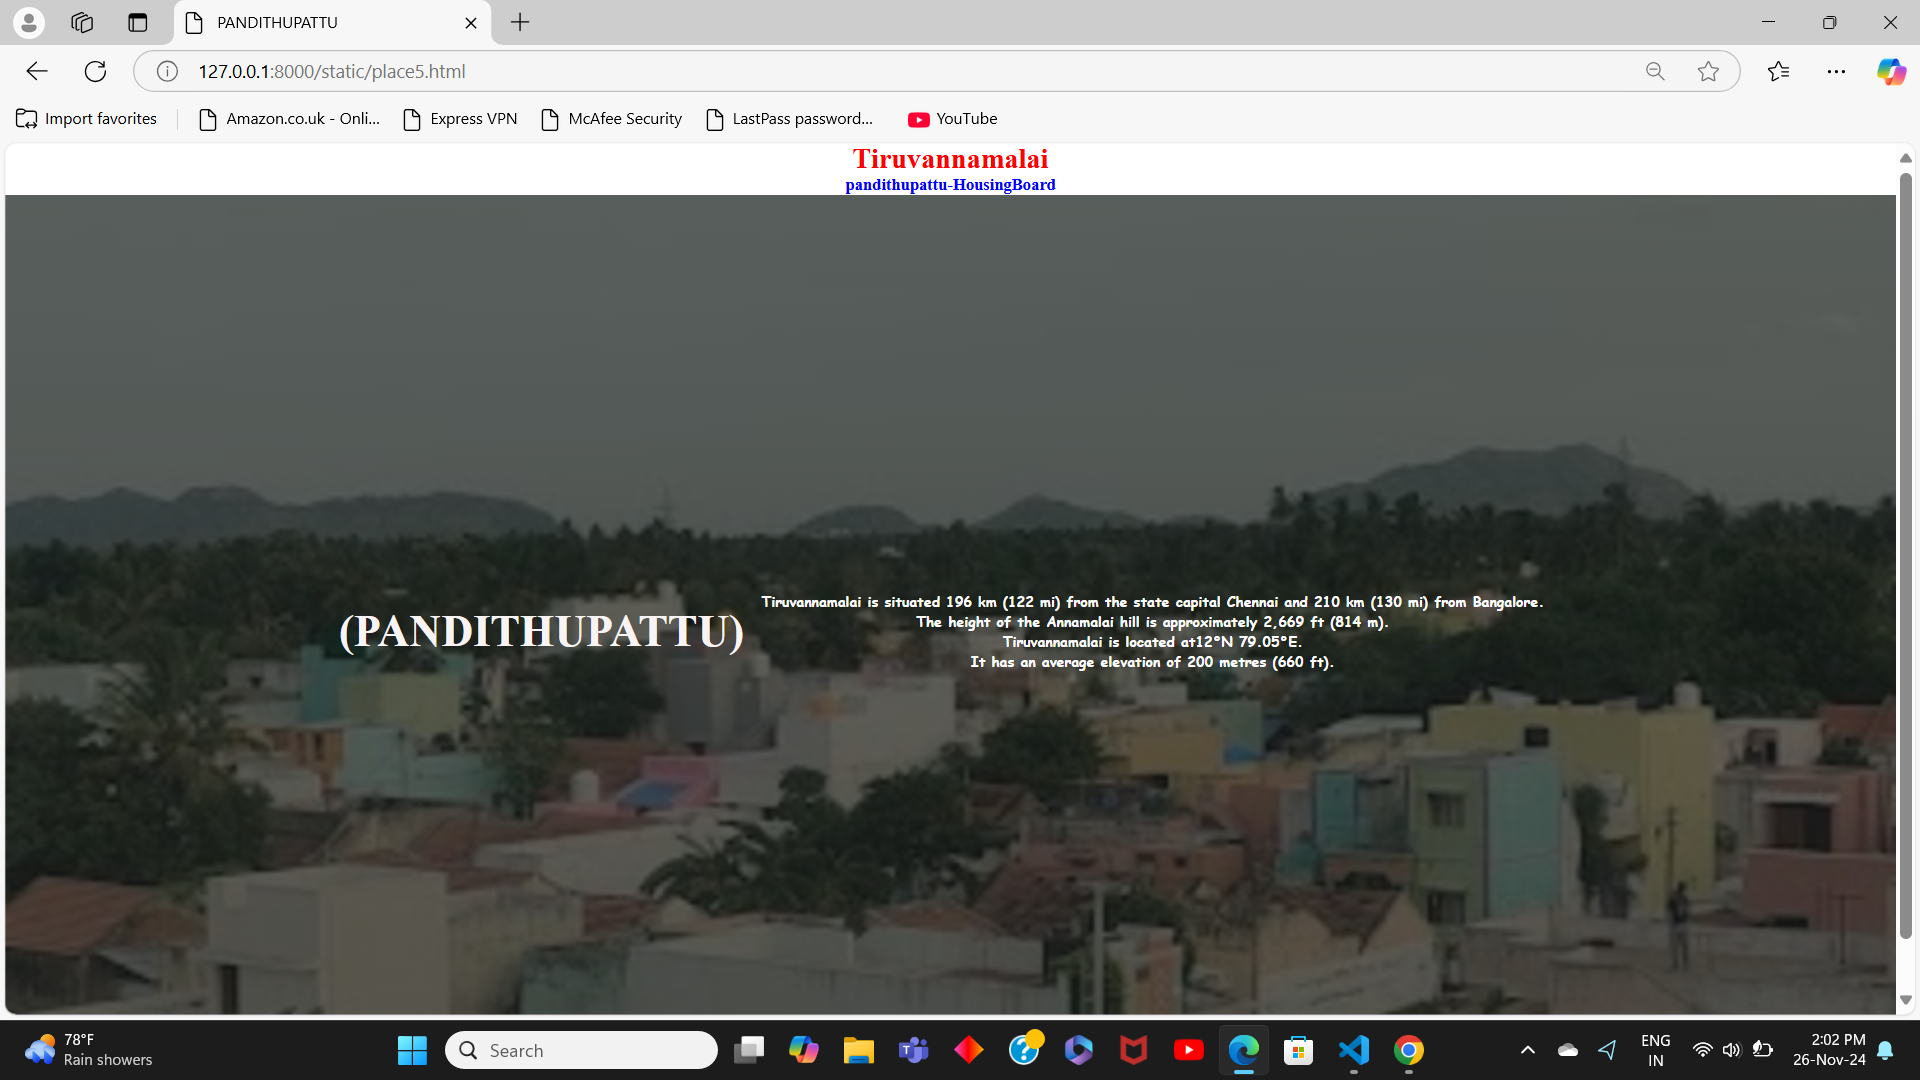 PANDITHUPATTU
127.0.0.1:8000/static/place5.html
Import favorites
Amazon.co.uk - Onli...
Express VPN
McAfee Security
LastPass password...
YouTube
Tiruvannamalai
pandithupattu-HousingBoard
(PANDITHUPATTU)
Tiruvannamalai is situated 196 km (122 mi) from the state capital Chennai and 210 km (130 mi) from Bangalore.
The height of the Annamalai hill is approximately 2,669 ft (814 m).
Tiruvannamalai is located at12°N 79.05°E.
It has an average elevation of 200 metres (660 ft).
78°F
Rain showers
Search
ENG
IN
2:02 PM
26-Nov-24